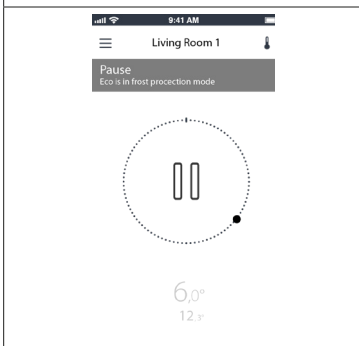 9:41 AM
Living Room 1
Pause
Eco is in frost procection mode
6,0°
12,3°